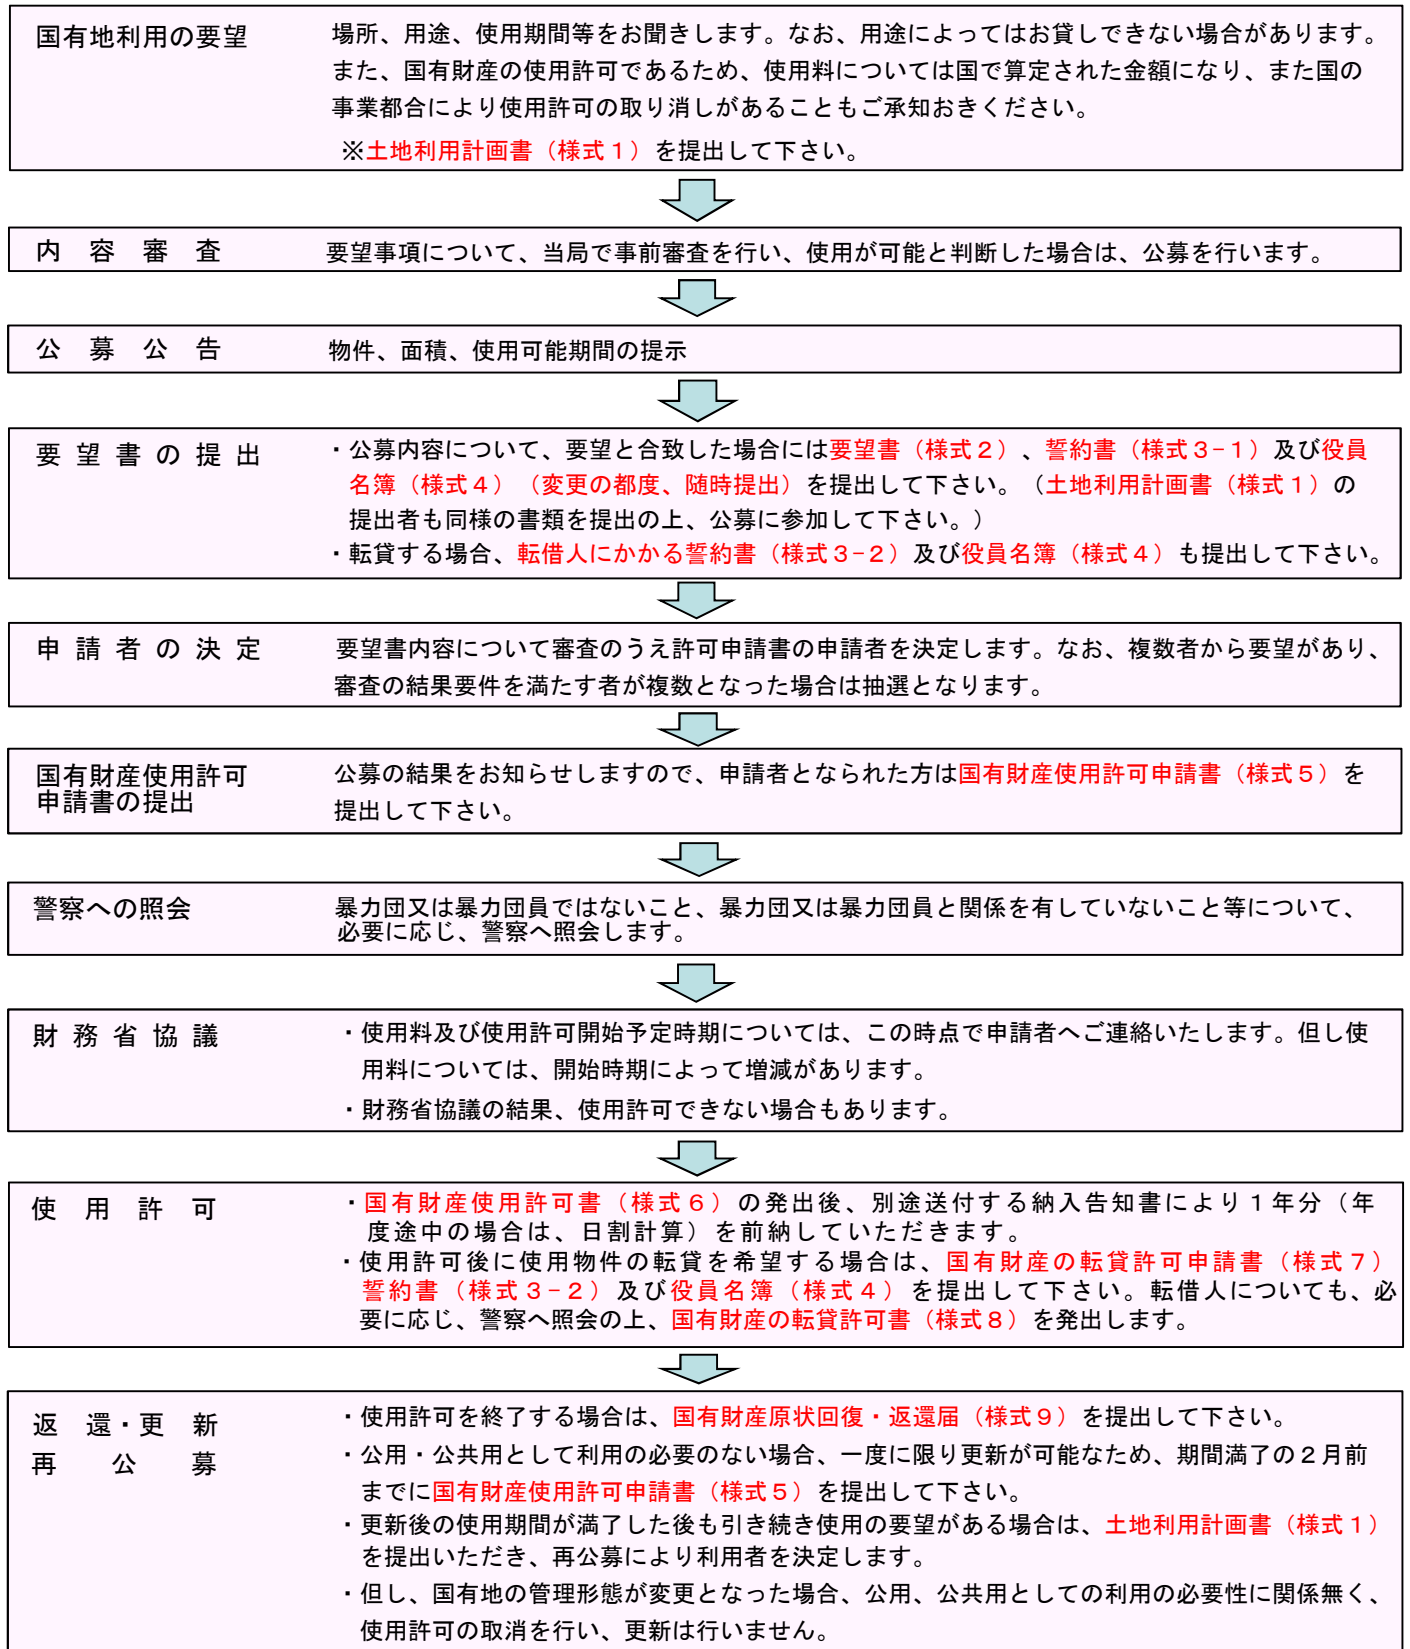 国有地利用の要望
場所、用途、使用期間等をお聞きします。なお、用途によってはお貸しできない場合があります。
また、国有財産の使用許可であるため、使用料については国で算定された金額になり、また国の
事業都合により使用許可の取り消しがあることもご承知おきください。
※土地利用計画書（様式１）を提出して下さい。
内　容　審　査
要望事項について、当局で事前審査を行い、使用が可能と判断した場合は、公募を行います。
公　募　公　告
物件、面積、使用可能期間の提示
要 望 書 の 提 出
・公募内容について、要望と合致した場合には要望書（様式２）、誓約書（様式３−１）及び役員
名簿（様式４）（変更の都度、随時提出）を提出して下さい。（土地利用計画書（様式１）の
提出者も同様の書類を提出の上、公募に参加して下さい。）
・転貸する場合、転借人にかかる誓約書（様式３−２）及び役員名簿（様式４）も提出して下さい。
申 請 者 の 決 定
要望書内容について審査のうえ許可申請書の申請者を決定します。なお、複数者から要望があり、
審査の結果要件を満たす者が複数となった場合は抽選となります。
国有財産使用許可
申請書の提出
公募の結果をお知らせしますので、申請者となられた方は国有財産使用許可申請書（様式５）を
提出して下さい。
警察への照会
暴力団又は暴力団員ではないこと、暴力団又は暴力団員と関係を有していないこと等について、
必要に応じ、警察へ照会します。
財 務 省 協 議
・使用料及び使用許可開始予定時期については、この時点で申請者へご連絡いたします。但し使
用料については、開始時期によって増減があります。
・財務省協議の結果、使用許可できない場合もあります。
使　用　許　可
・国有財産使用許可書（様式６）の発出後、別途送付する納入告知書により１年分（年
度途中の場合は、日割計算）を前納していただきます。
・使用許可後に使用物件の転貸を希望する場合は、国有財産の転貸許可申請書（様式７）
誓約書（様式３−２）及び役員名簿（様式４）を提出して下さい。転借人についても、必
要に応じ、警察へ照会の上、国有財産の転貸許可書（様式８）を発出します。
返　還・更　新
再　　公　　募
・使用許可を終了する場合は、国有財産原状回復・返還届（様式９）を提出して下さい。
・公用・公共用として利用の必要のない場合、一度に限り更新が可能なため、期間満了の２月前
までに国有財産使用許可申請書（様式５）を提出して下さい。
・更新後の使用期間が満了した後も引き続き使用の要望がある場合は、土地利用計画書（様式１）
を提出いただき、再公募により利用者を決定します。
・但し、国有地の管理形態が変更となった場合、公用、公共用としての利用の必要性に関係無く、
使用許可の取消を行い、更新は行いません。